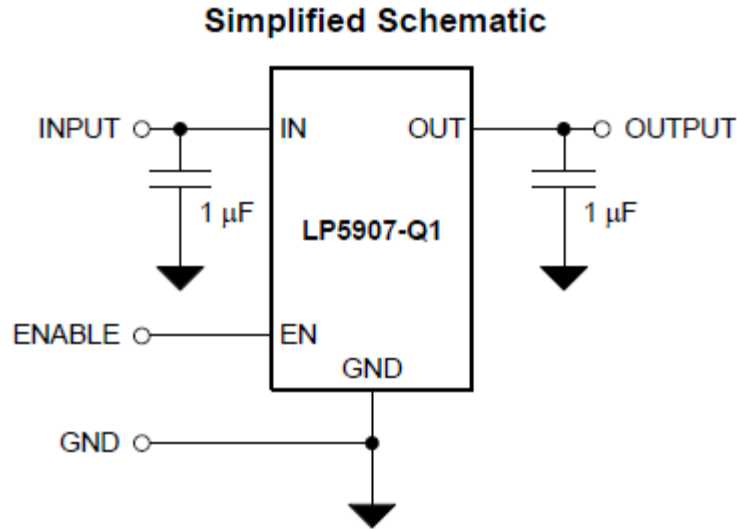 Simplified Schematic
INPUT
IN
OUT
OUTPUT
1 μF
LP5907-Q1
1 μF
ENABLE
EN
GND
GND